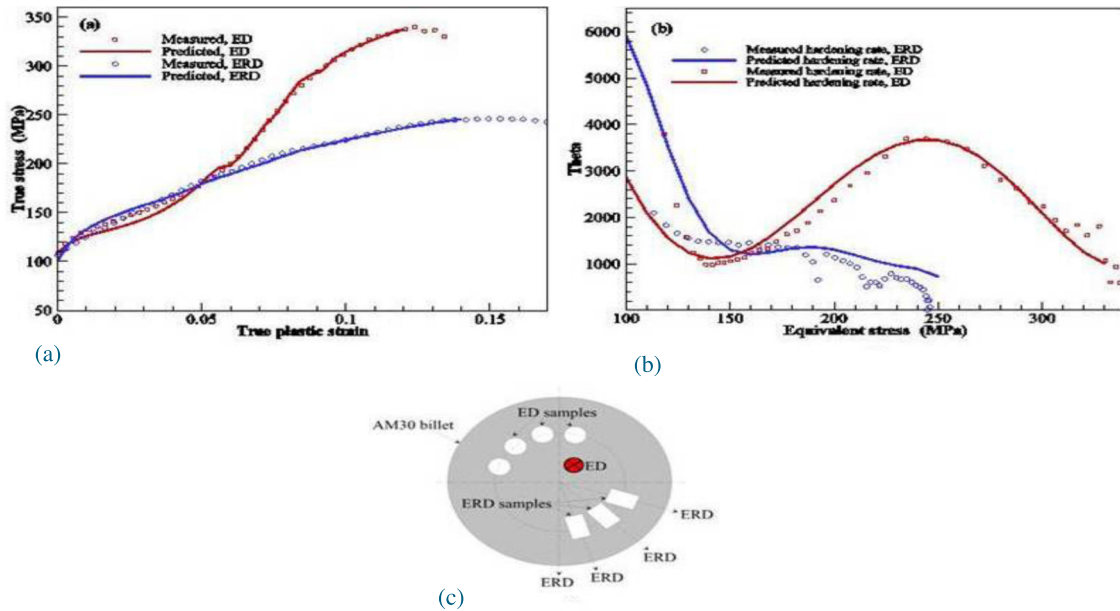 (a)
Measured, ED
Predicted, ED
Measured, ERD
Predicted, ERD
True stress (MPa)
350
300
250
200
150
100
50
0
0.05
0.1
0.15
True plastic strain
(a)
(b)
Measured hardening rate, ERD
Predicted hardening rate, ERD
Measured hardening rate, ED
Predicted hardening rate, ED
Theta
6000
5000
4000
3000
2000
1000
100
150
200
250
300
Equivalent stress (MPa)
(b)
ED samples
AM30 billet
ED
ERD samples
ERD
ERD
ERD
ERD
(c)